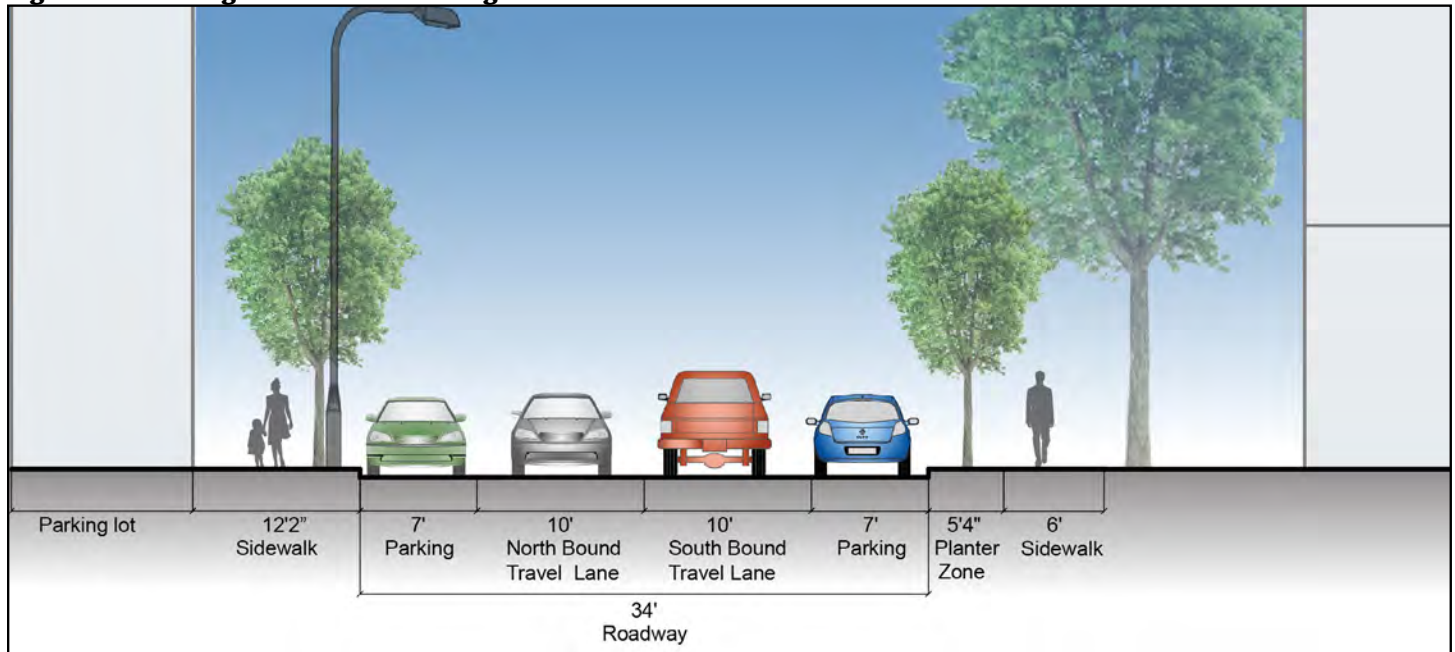 Parking lot
12'2"
Sidewalk
7'
Parking
10'
North Bound
Travel Lane
10'
South Bound
Travel Lane
7'
Parking
5'4"
Planter
Zone
6'
Sidewalk
34'
Roadway